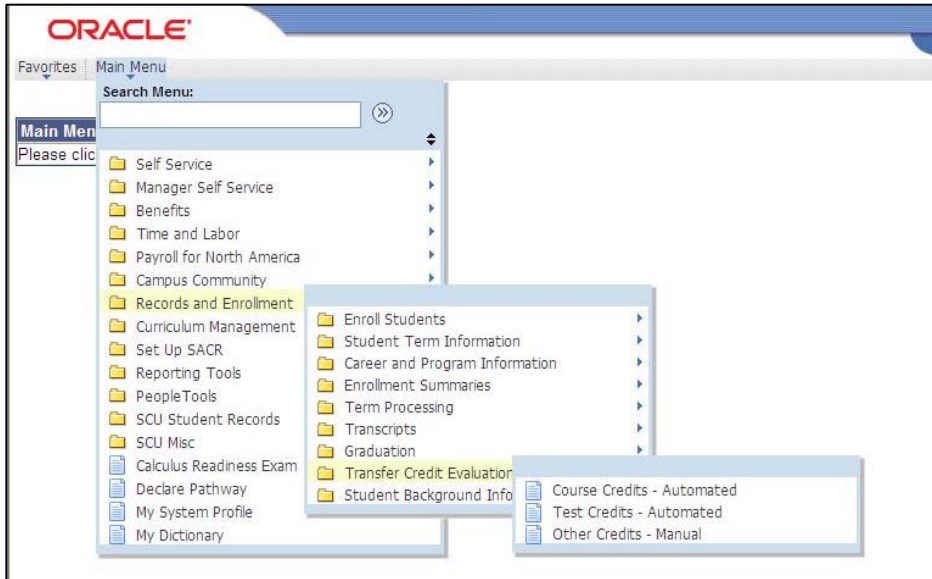 ORACLE'
Favorites Main Menu
Search Menu:
Main Men
Please clic
Self Service
Manager Self Service
Benefits
Time and Labor
Payroll for North America
Campus Community
Records and Enrollment
Curriculum Management
Set Up SACR
Reporting Tools
PeopleTools
SCU Student Records
SCU Misc
Calculus Readiness Exam
Declare Pathway
My System Profile
My Dictionary
Enroll Students
Student Term Information
Career and Program Information
Enrollment Summaries
Term Processing
Transcripts
Graduation
Transfer Credit Evaluation
Student Background Info
Course Credits - Automated
Test Credits - Automated
Other Credits - Manual